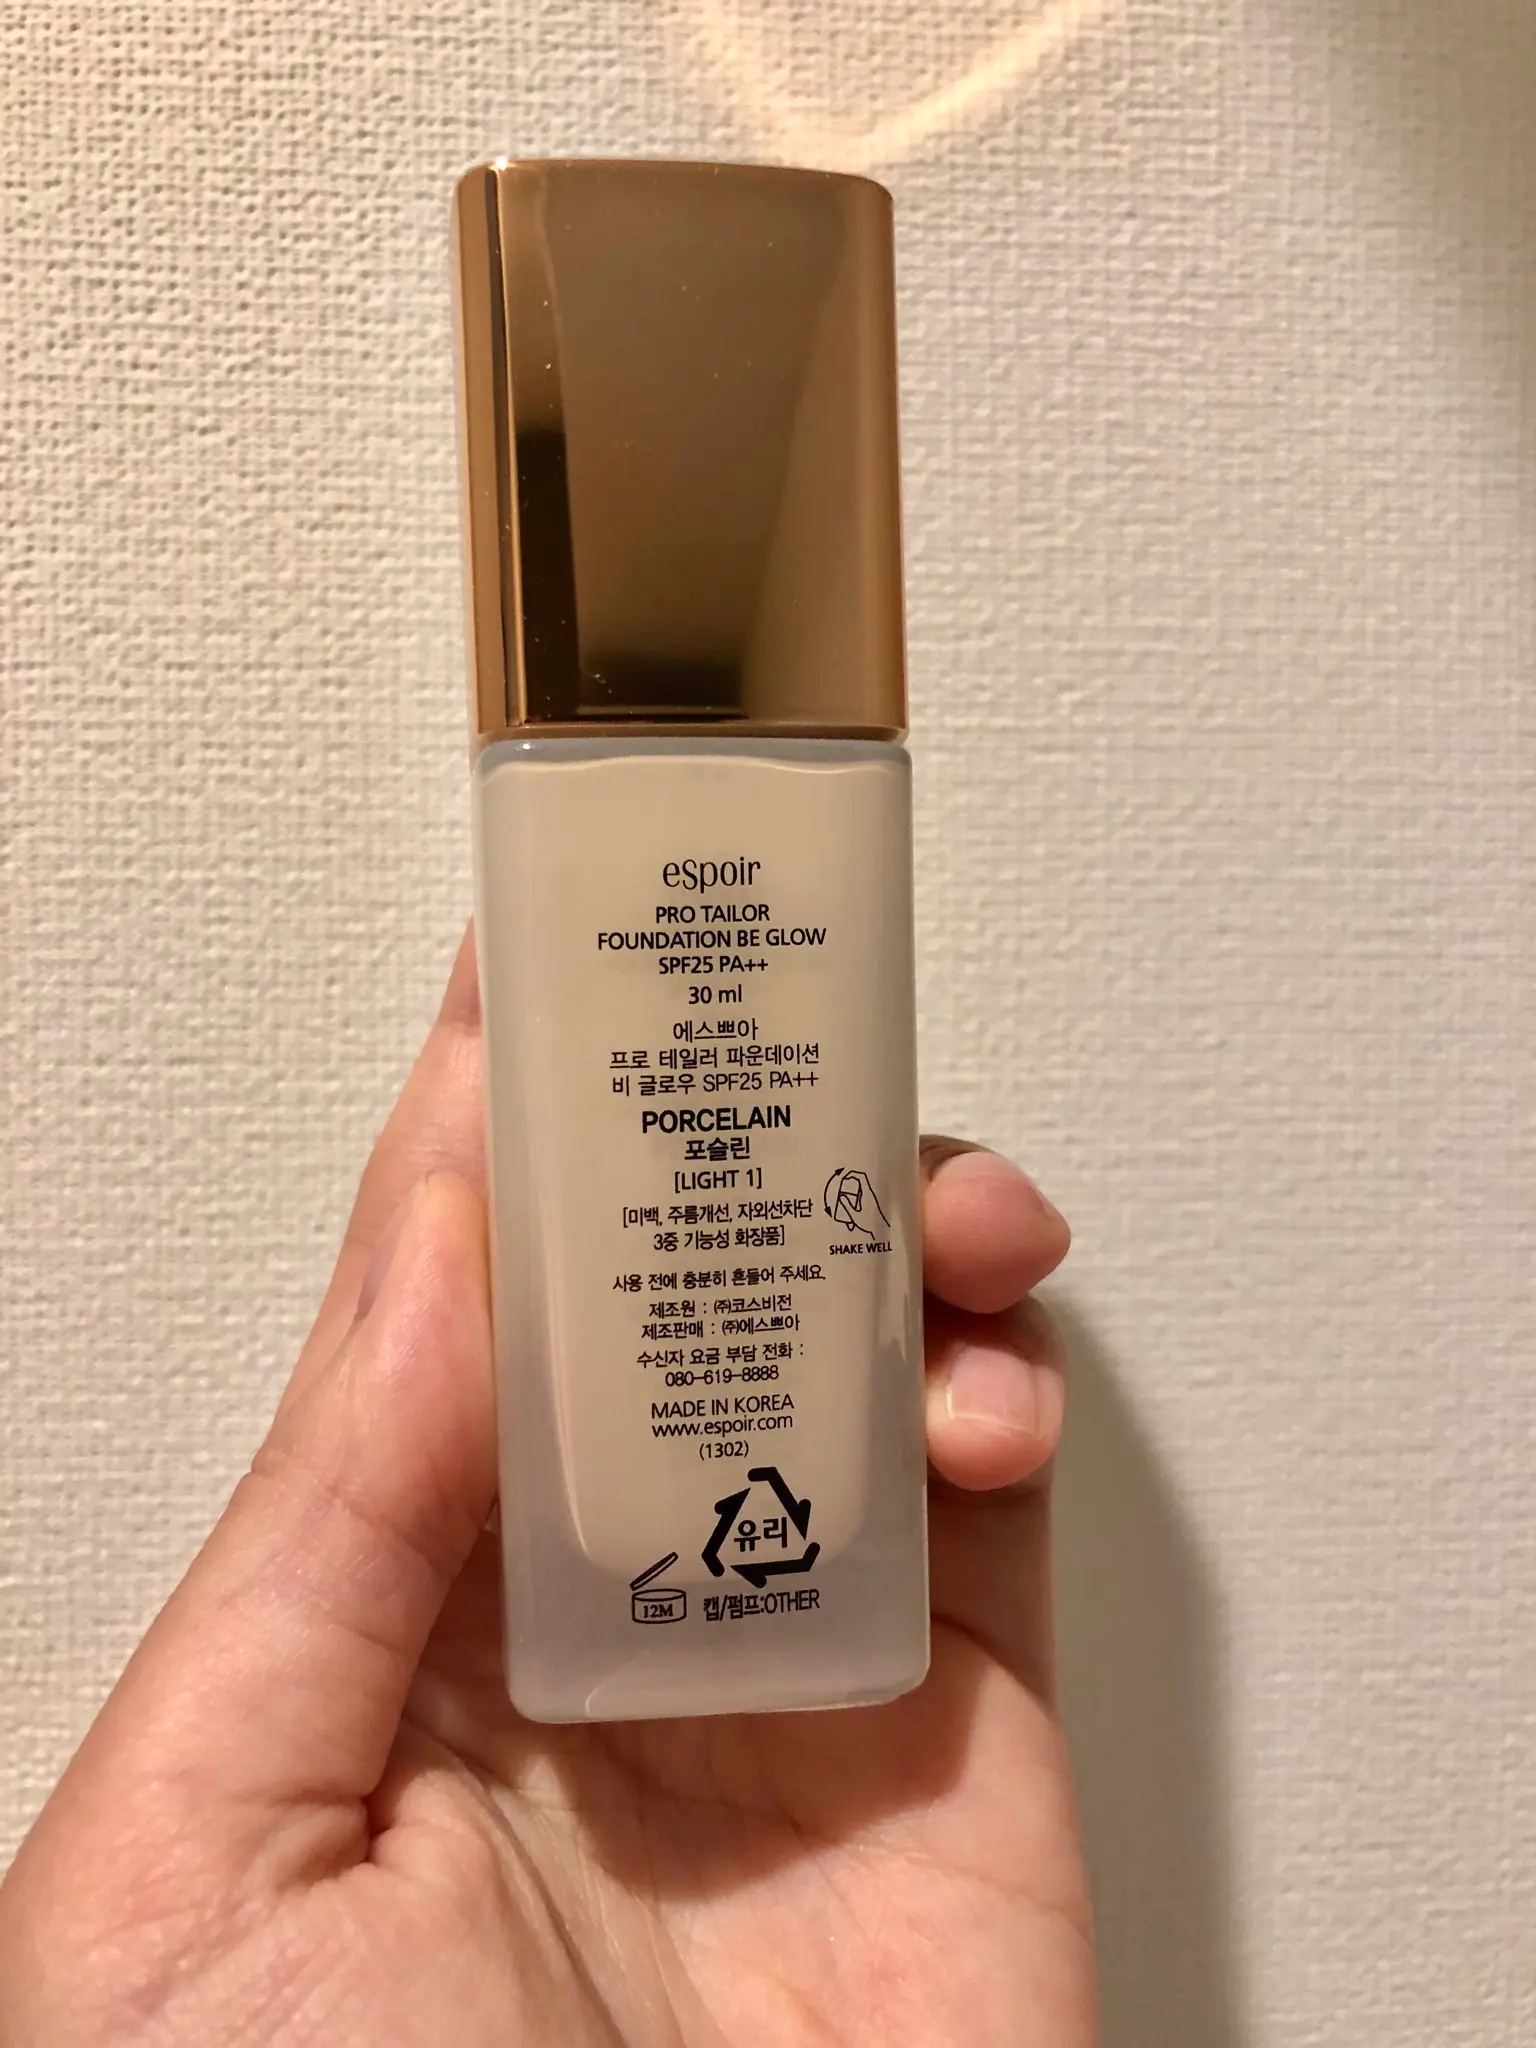 eSpoir
PRO TAILOR
FOUNDATION BE GLOW
SPF25 PA++
30 ml
에스쁘아
프로 테일러 파운데이션
비 글로우 SPF25 PA++
PORCELAIN
포슬린
[LIGHT 1]
[미백, 주름개선, 자외선차단
3중 기능성 화장품]
SHAKE WELL
사용 전에 충분히 흔들어 주세요.
제조원 : ㈜코스비전
제조판매 : ㈜에스쁘아
수신자 요금 부담 전화 :
080-619-8888
MADE IN KOREA
www.espoir.com
(1302)
유리
12M
캡/펌프:OTHER